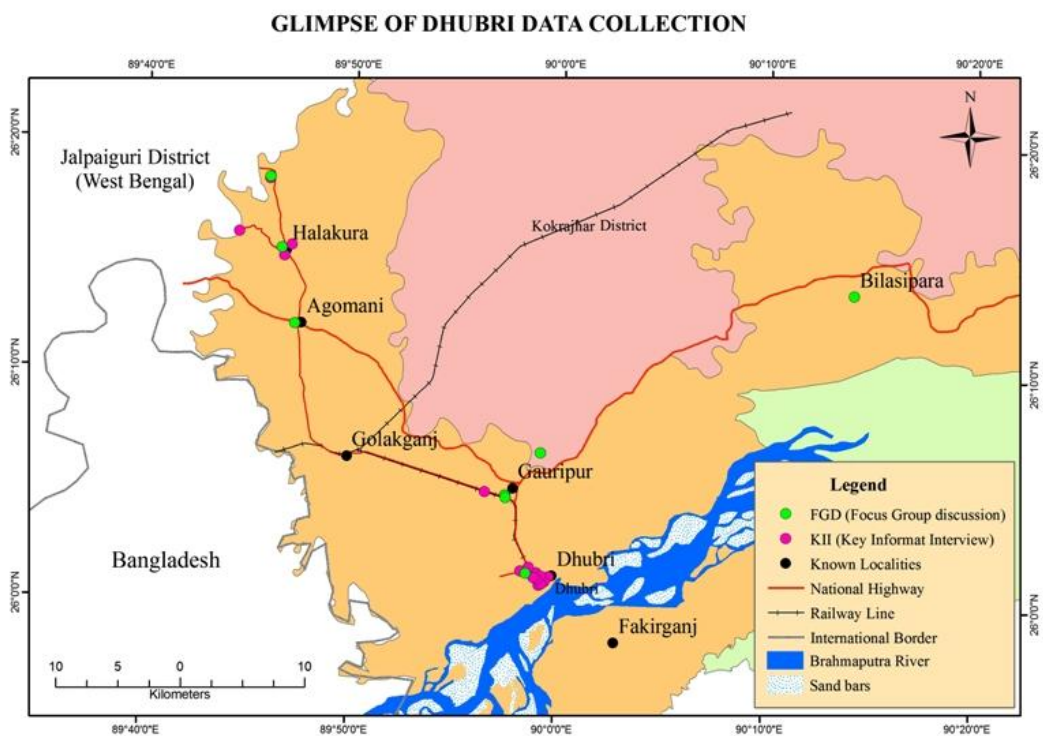 GLIMPSE OF DHUBRI DATA COLLECTION
89°40'0"E
89°50'0"E
90°0'0"E
90°10'0"E
90°20'0"E
26°20'0"N
26°20'0"N
N
Jalpaiguri District
(West Bengal)
Kokrajhar District
Halakura
Bilasipara
Agomani
26°10'0"N
26°10'0"N
Golakganj
Gauripur
Bangladesh
Dhubri
Dhubri
26°0'0"N
26°0'0"N
Fakirganj
Legend
FGD (Focus Group discussion)
KII (Key Informat Interview)
Known Localities
National Highway
Railway Line
International Border
Brahmaputra River
Sand bars
10 5 0 10
Kilometers
89°40'0"E
89°50'0"E
90°0'0"E
90°10'0"E
90°20'0"E